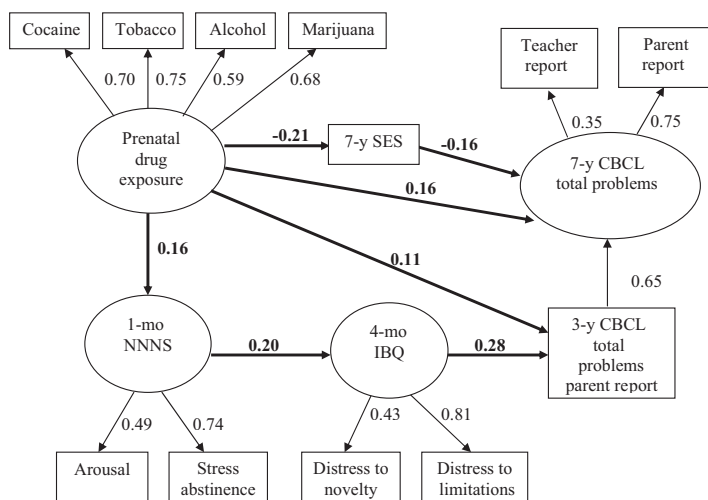 Cocaine
Tobacco
Alcohol
Marijuana
0.70
0.75
0.59
0.68
Teacher
report
Parent
report
0.35
0.75
Prenatal
drug
exposure
-0.21
7-y SES
-0.16
7-y CBCL
total problems
0.16
0.16
0.11
0.65
1-mo
NNNS
0.20
4-mo
IBQ
0.28
3-y CBCL
total
problems
parent report
0.49
0.74
0.43
0.81
Arousal
Stress
abstinence
Distress to
novelty
Distress to
limitations